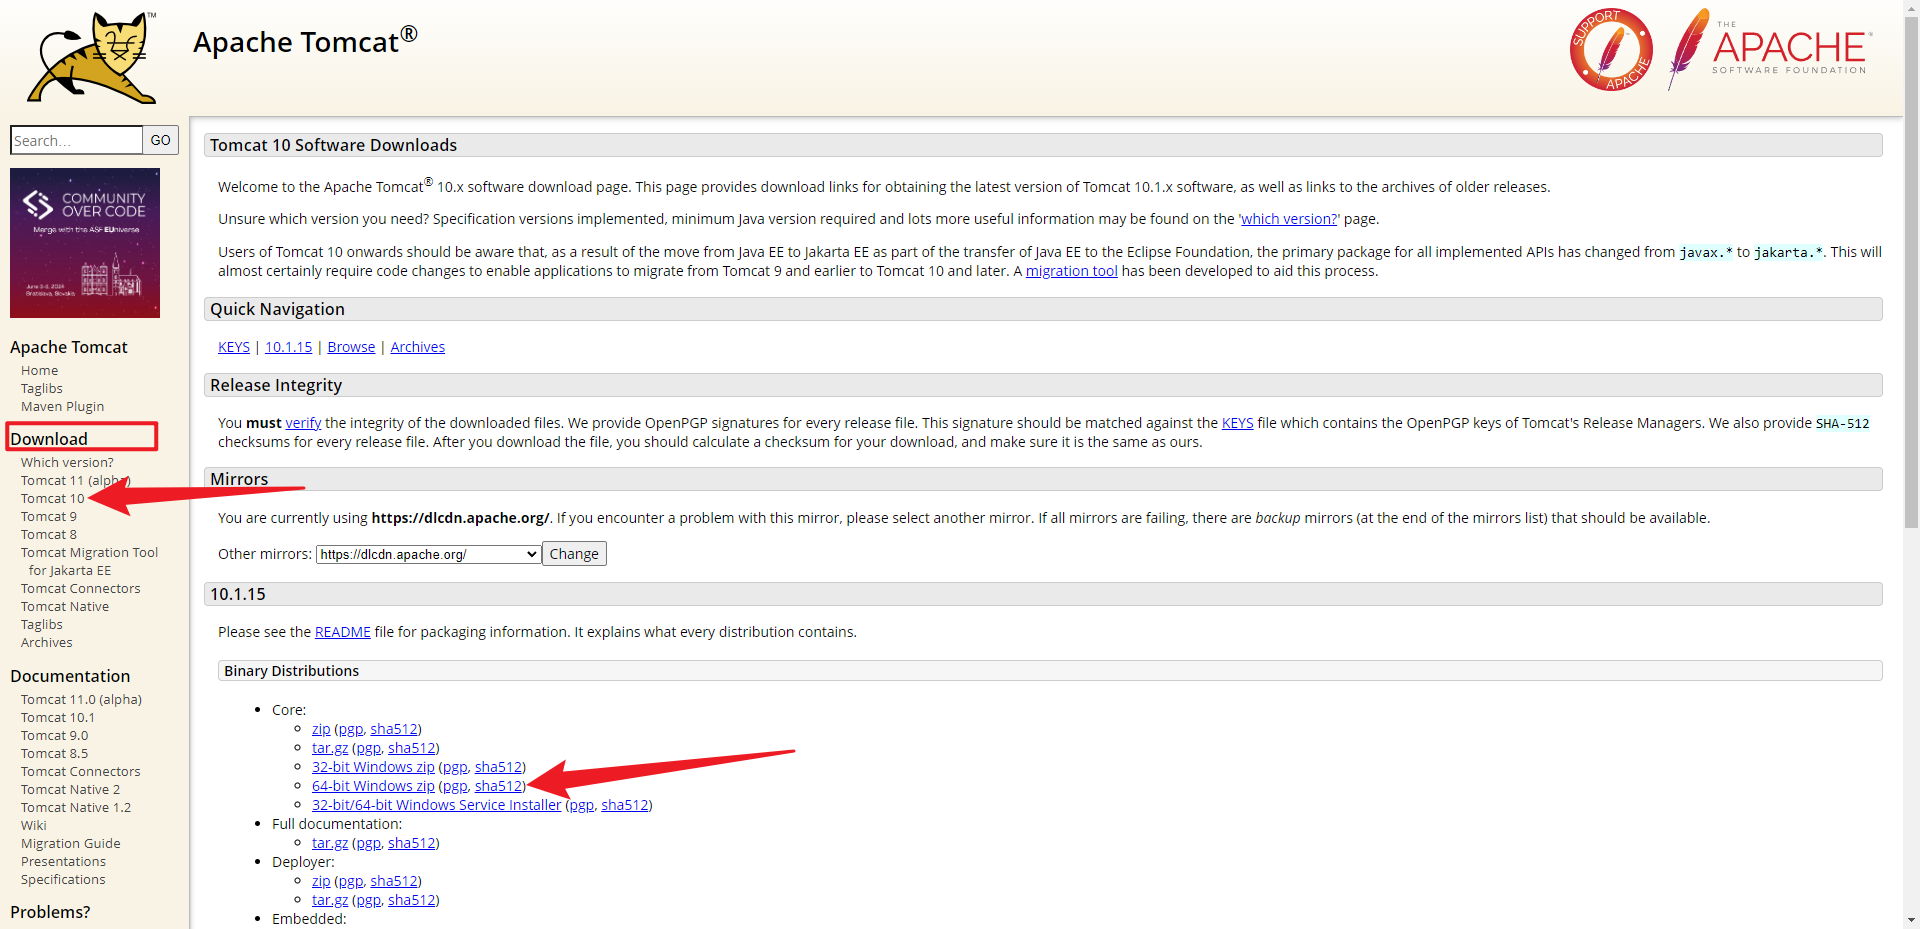 TM
Apache Tomcat®
SUPPORT
APACHE
THE
APACHE®
SOFTWARE FOUNDATION
Search…
GO
COMMUNITY
OVER CODE
Merge with the ASF EUniverse
June 3-5, 2024
Bratislava, Slovakia
Apache Tomcat
Home
Taglibs
Maven Plugin
Download
Which version?
Tomcat 11 (alpha)
Tomcat 10
Tomcat 9
Tomcat 8
Tomcat Migration Tool
for Jakarta EE
Tomcat Connectors
Tomcat Native
Taglibs
Archives
Documentation
Tomcat 11.0 (alpha)
Tomcat 10.1
Tomcat 9.0
Tomcat 8.5
Tomcat Connectors
Tomcat Native 2
Tomcat Native 1.2
Wiki
Migration Guide
Presentations
Specifications
Problems?
Tomcat 10 Software Downloads
Welcome to the Apache Tomcat® 10.x software download page. This page provides download links for obtaining the latest version of Tomcat 10.1.x software, as well as links to the archives of older releases.
Unsure which version you need? Specification versions implemented, minimum Java version required and lots more useful information may be found on the 'which version?' page.
Users of Tomcat 10 onwards should be aware that, as a result of the move from Java EE to Jakarta EE as part of the transfer of Java EE to the Eclipse Foundation, the primary package for all implemented APIs has changed from javax.* to jakarta.*. This will
almost certainly require code changes to enable applications to migrate from Tomcat 9 and earlier to Tomcat 10 and later. A migration tool has been developed to aid this process.
Quick Navigation
KEYS | 10.1.15 | Browse | Archives
Release Integrity
You must verify the integrity of the downloaded files. We provide OpenPGP signatures for every release file. This signature should be matched against the KEYS file which contains the OpenPGP keys of Tomcat's Release Managers. We also provide SHA-512
checksums for every release file. After you download the file, you should calculate a checksum for your download, and make sure it is the same as ours.
Mirrors
You are currently using https://dlcdn.apache.org/. If you encounter a problem with this mirror, please select another mirror. If all mirrors are failing, there are backup mirrors (at the end of the mirrors list) that should be available.
Other mirrors: https://dlcdn.apache.org/ Change
10.1.15
Please see the README file for packaging information. It explains what every distribution contains.
Binary Distributions
Core:
zip (pgp, sha512)
tar.gz (pgp, sha512)
32-bit Windows zip (pgp, sha512)
64-bit Windows zip (pgp, sha512)
32-bit/64-bit Windows Service Installer (pgp, sha512)
Full documentation:
tar.gz (pgp, sha512)
Deployer:
zip (pgp, sha512)
tar.gz (pgp, sha512)
Embedded: